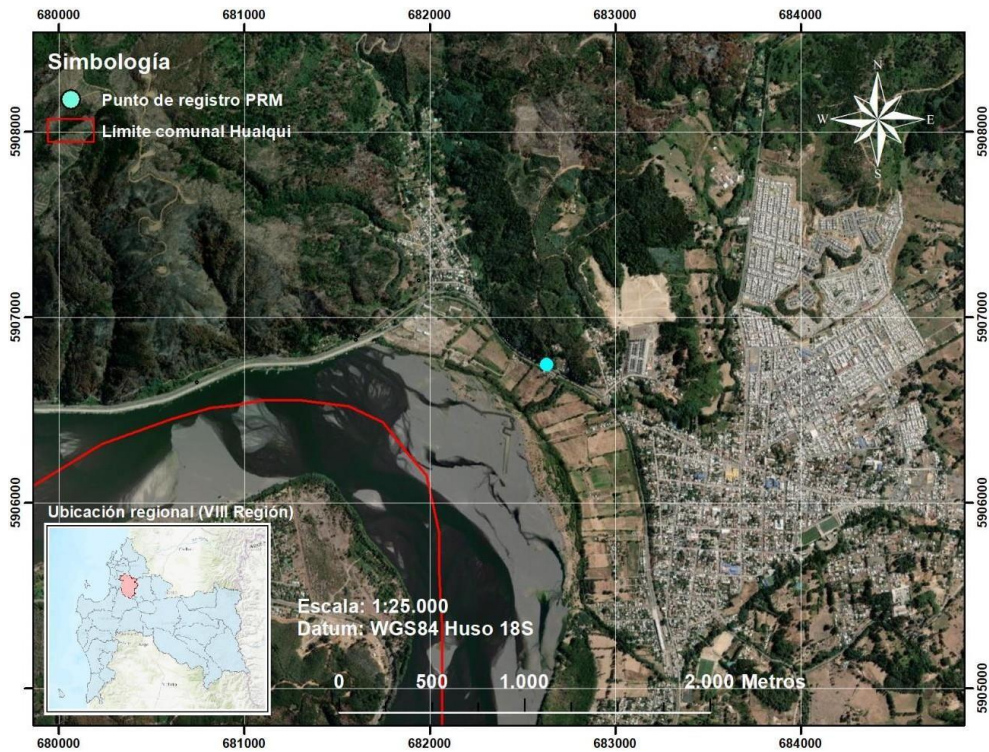 680000 681000 682000 683000 684000
Simbología
Punto de registro PRM
Límite comunal Hualqui
N
W E
S
5908000 5908000
5907000 5907000
5906000 5906000
Ubicación regional (VIII Región)
Escala: 1:25.000
Datum: WGS84 Huso 18S
0 500 1.000 2.000 Metros
5905000 5905000
680000 681000 682000 683000 684000